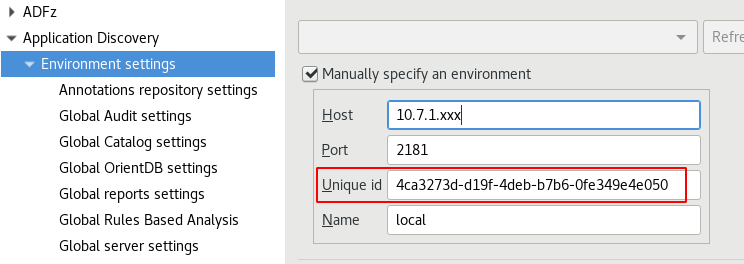 ADFz
Application Discovery
Environment settings
Annotations repository settings
Global Audit settings
Global Catalog settings
Global OrientDB settings
Global reports settings
Global Rules Based Analysis
Global server settings
Refre
Manually specify an environment
Host 10.7.1.xxx
Port 2181
Unique id 4ca3273d-d19f-4deb-b7b6-0fe349e4e050
Name local